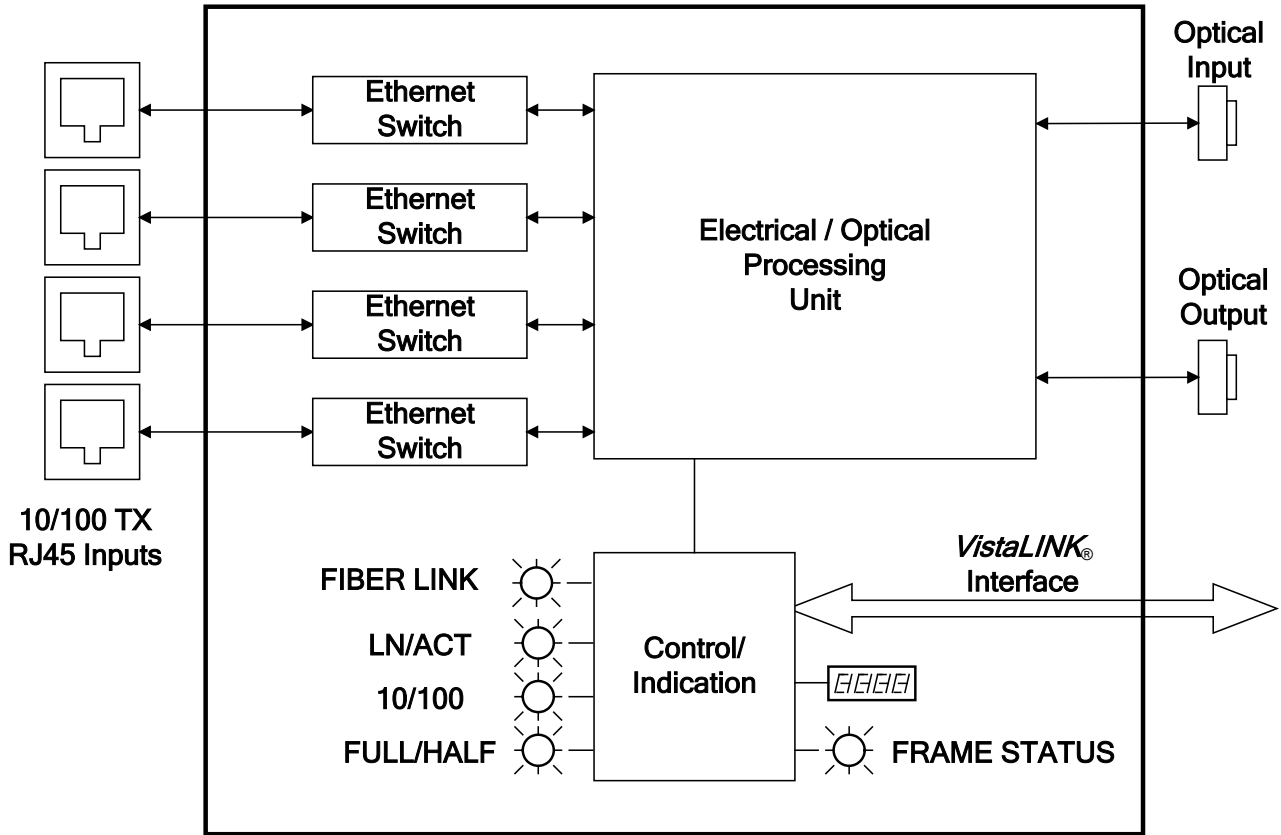 Optical
Input
Ethernet
Switch
Ethernet
Switch
Electrical / Optical
Processing
Unit
Optical
Output
Ethernet
Switch
Ethernet
Switch
10/100 TX
RJ45 Inputs
VistaLINK®
Interface
FIBER LINK
LN/ACT
10/100
FULL/HALF
Control/
Indication
FRAME STATUS